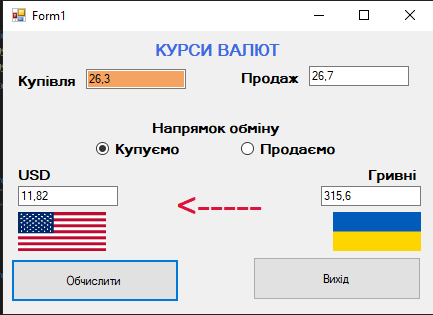 Form1
КУРСИ ВАЛЮТ
Купівля 26,3 Продаж 26,7
Напрямок обміну
Купуємо Продаємо
USD Гривні
11,82 <----- 315,6
Обчислити Вихід